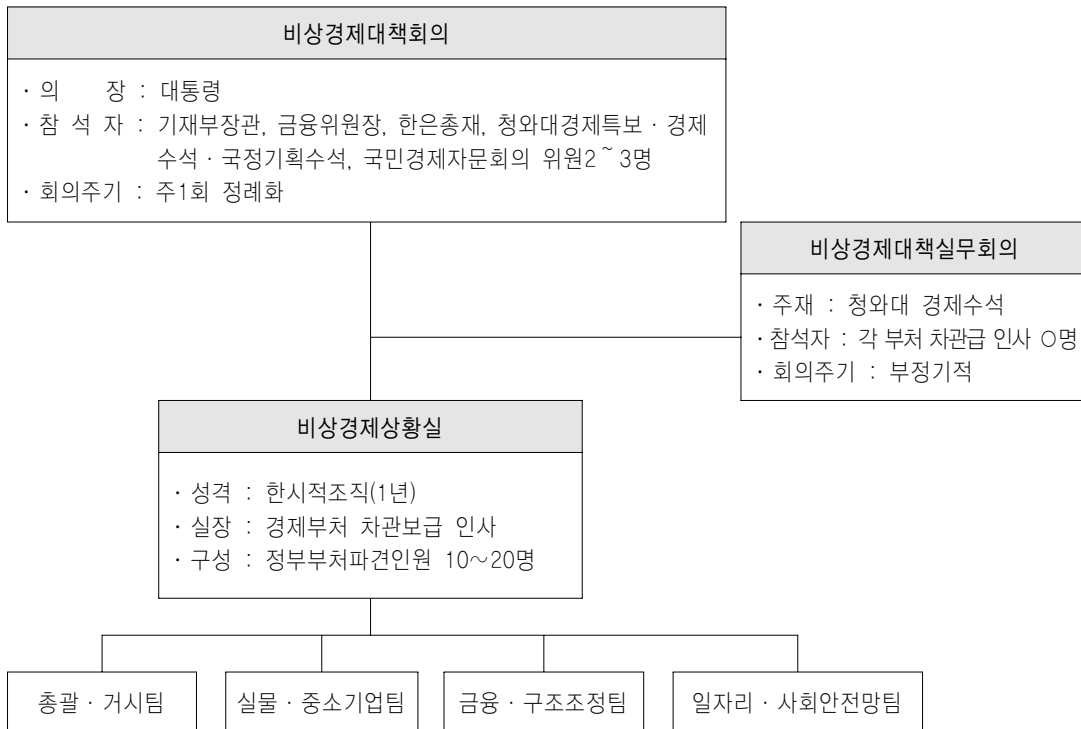 비상경제대책회의
· 의 장 : 대통령
· 참 석 자 : 기재부장관, 금융위원장, 한은총재, 청와대경제특보 · 경제
수석 · 국정기획수석, 국민경제자문회의 위원2 ~ 3명
· 회의주기 : 주1회 정례화
비상경제대책실무회의
· 주재 : 청와대 경제수석
· 참석자 : 각 부처 차관급 인사 ○명
· 회의주기 : 부정기적
비상경제상황실
· 성격 : 한시적조직(1년)
· 실장 : 경제부처 차관보급 인사
· 구성 : 정부부처파견인원 10~20명
총괄 · 거시팀
실물 · 중소기업팀
금융 · 구조조정팀
일자리 · 사회안전망팀